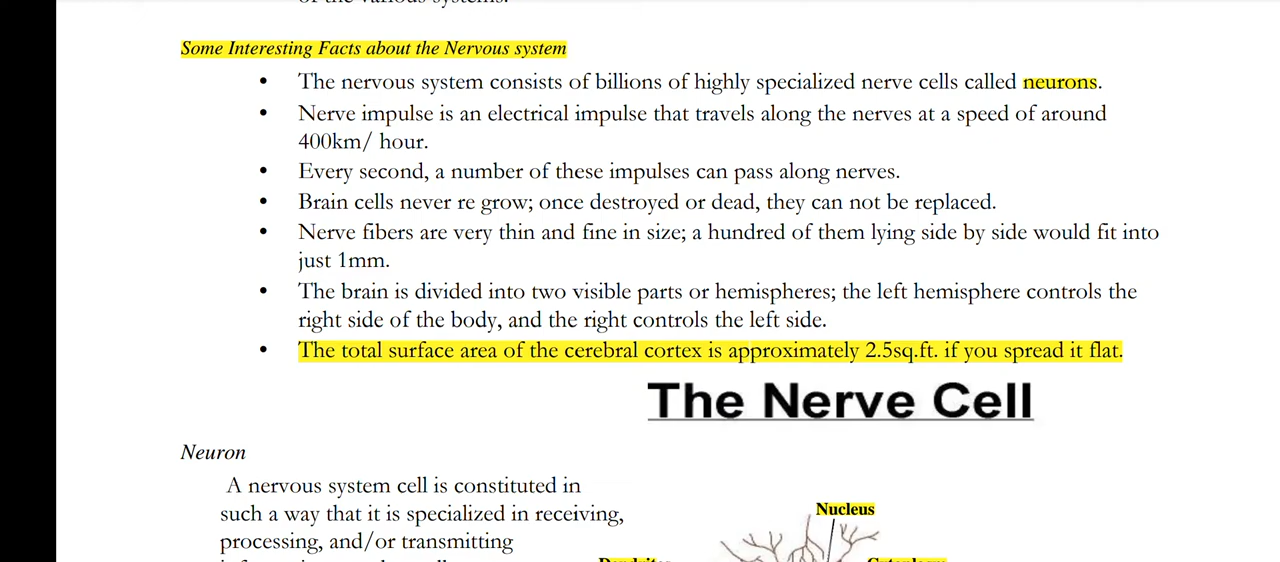 of the various systems.
Some Interesting Facts about the Nervous system
• The nervous system consists of billions of highly specialized nerve cells called neurons.
• Nerve impulse is an electrical impulse that travels along the nerves at a speed of around
400km/ hour.
• Every second, a number of these impulses can pass along nerves.
• Brain cells never re grow; once destroyed or dead, they can not be replaced.
• Nerve fibers are very thin and fine in size; a hundred of them lying side by side would fit into
just 1mm.
• The brain is divided into two visible parts or hemispheres; the left hemisphere controls the
right side of the body, and the right controls the left side.
• The total surface area of the cerebral cortex is approximately 2.5sq.ft. if you spread it flat.
The Nerve Cell
Neuron
A nervous system cell is constituted in
such a way that it is specialized in receiving,
processing, and/or transmitting
Nucleus